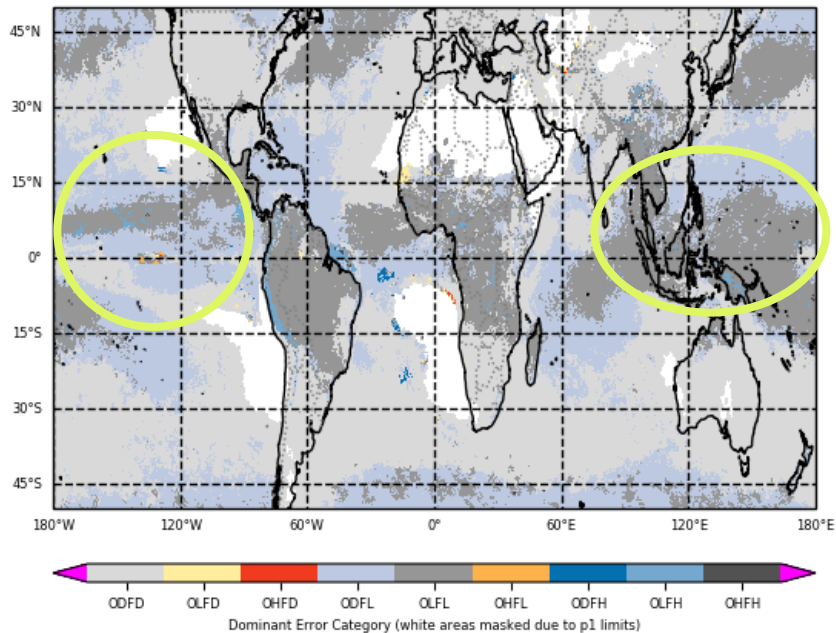 45°N
30°N
15°N
0°
15°S
30°S
45°S
180°W 120°W 60°W 0° 60°E 120°E 180°E
ODFD OLFD OHFD ODFL OLFL OHFL ODFH OLFH OHFH
Dominant Error Category (white areas masked due to p1 limits)